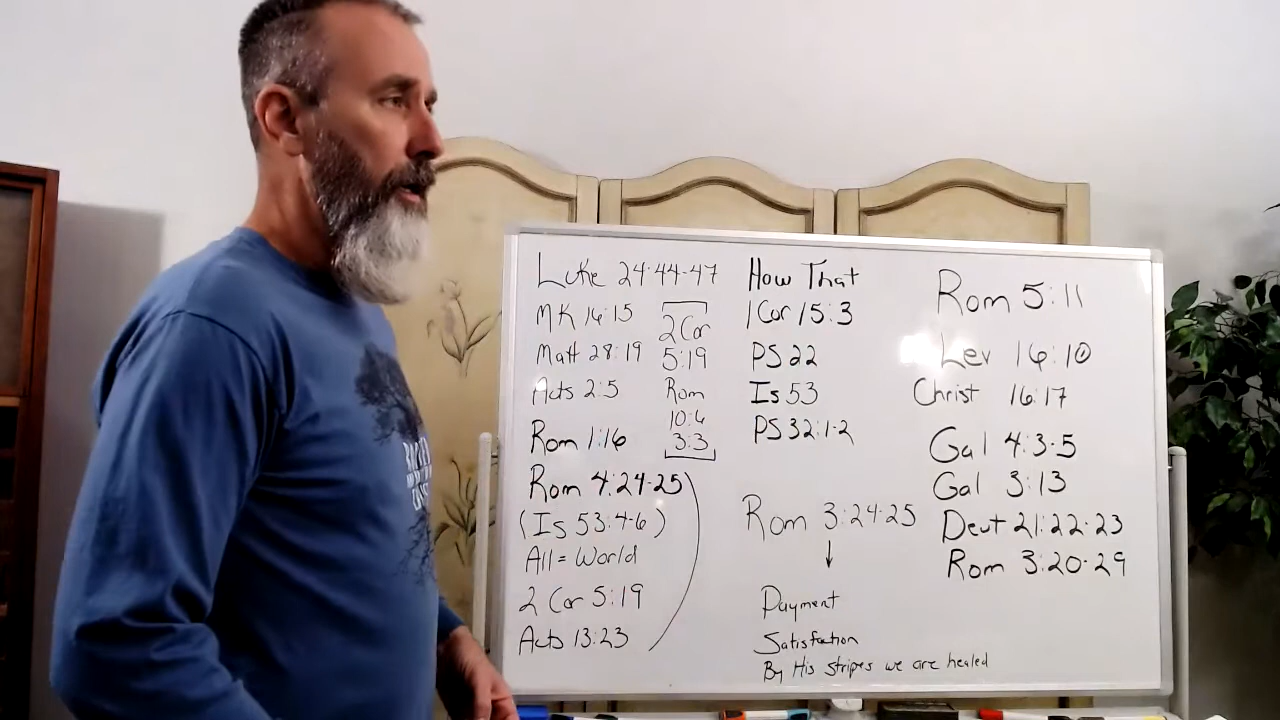 Luke 24:44-47
MK 16:15
Matt 28:19
Acts 2:5
Rom 1:16
2 Cor
5:19
Rom
10:6
3:3
Rom 4:24-25
(Is 53:4-6)
All = World
2 Cor 5:19
Acts 13:23
How That
1 Cor 15:3
PS 22
Is 53
PS 32:1-2
Rom 3:24-25
↓
Payment
Satisfaction
By His stripes we are healed
Rom 5:11
Lev 16:10
Christ 16:17
Gal 4:3-5
Gal 3:13
Deut 21:22-23
Rom 3:20-29